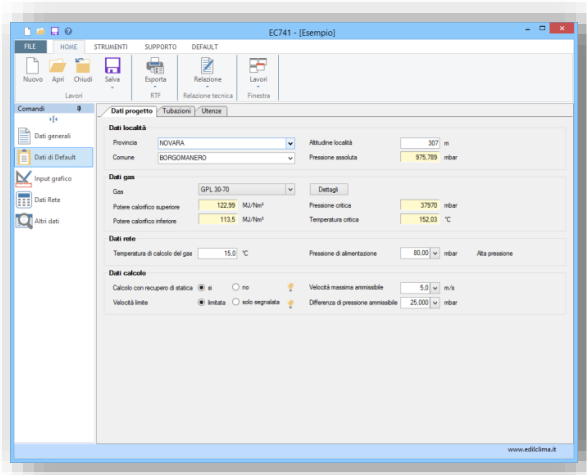 EC741 - [Esempio]
FILE HOME STRUMENTI SUPPORTO DEFAULT
Nuovo Apri Chiudi Salva Esporta Relazione Lavori
Lavori RTF Relazione tecnica Finestra
Comandi
Dati generali
Dati di Default
Input grafico
Dati Rete
Altri dati
Dati progetto Tubazioni Utenze
Dati località
Provincia NOVARA Altitudine località 307 m
Comune BORGOMANERO Pressione assoluta 975,789 mbar
Dati gas
Gas GPL 30-70 Dettagli
Potere calorifico superiore 122,99 MJ/Nm³ Pressione critica 37970 mbar
Potere calorifico inferiore 113,5 MJ/Nm³ Temperatura critica 152,03 °C
Dati rete
Temperatura di calcolo del gas 15,0 °C Pressione di alimentazione 80,00 mbar Alta pressione
Dati calcolo
Calcolo con recupero di statica si no Velocità massima ammissibile 5,0 m/s
Velocità limite limitata solo segnalata Differenza di pressione ammissibile 25,000 mbar
www.edilclima.it